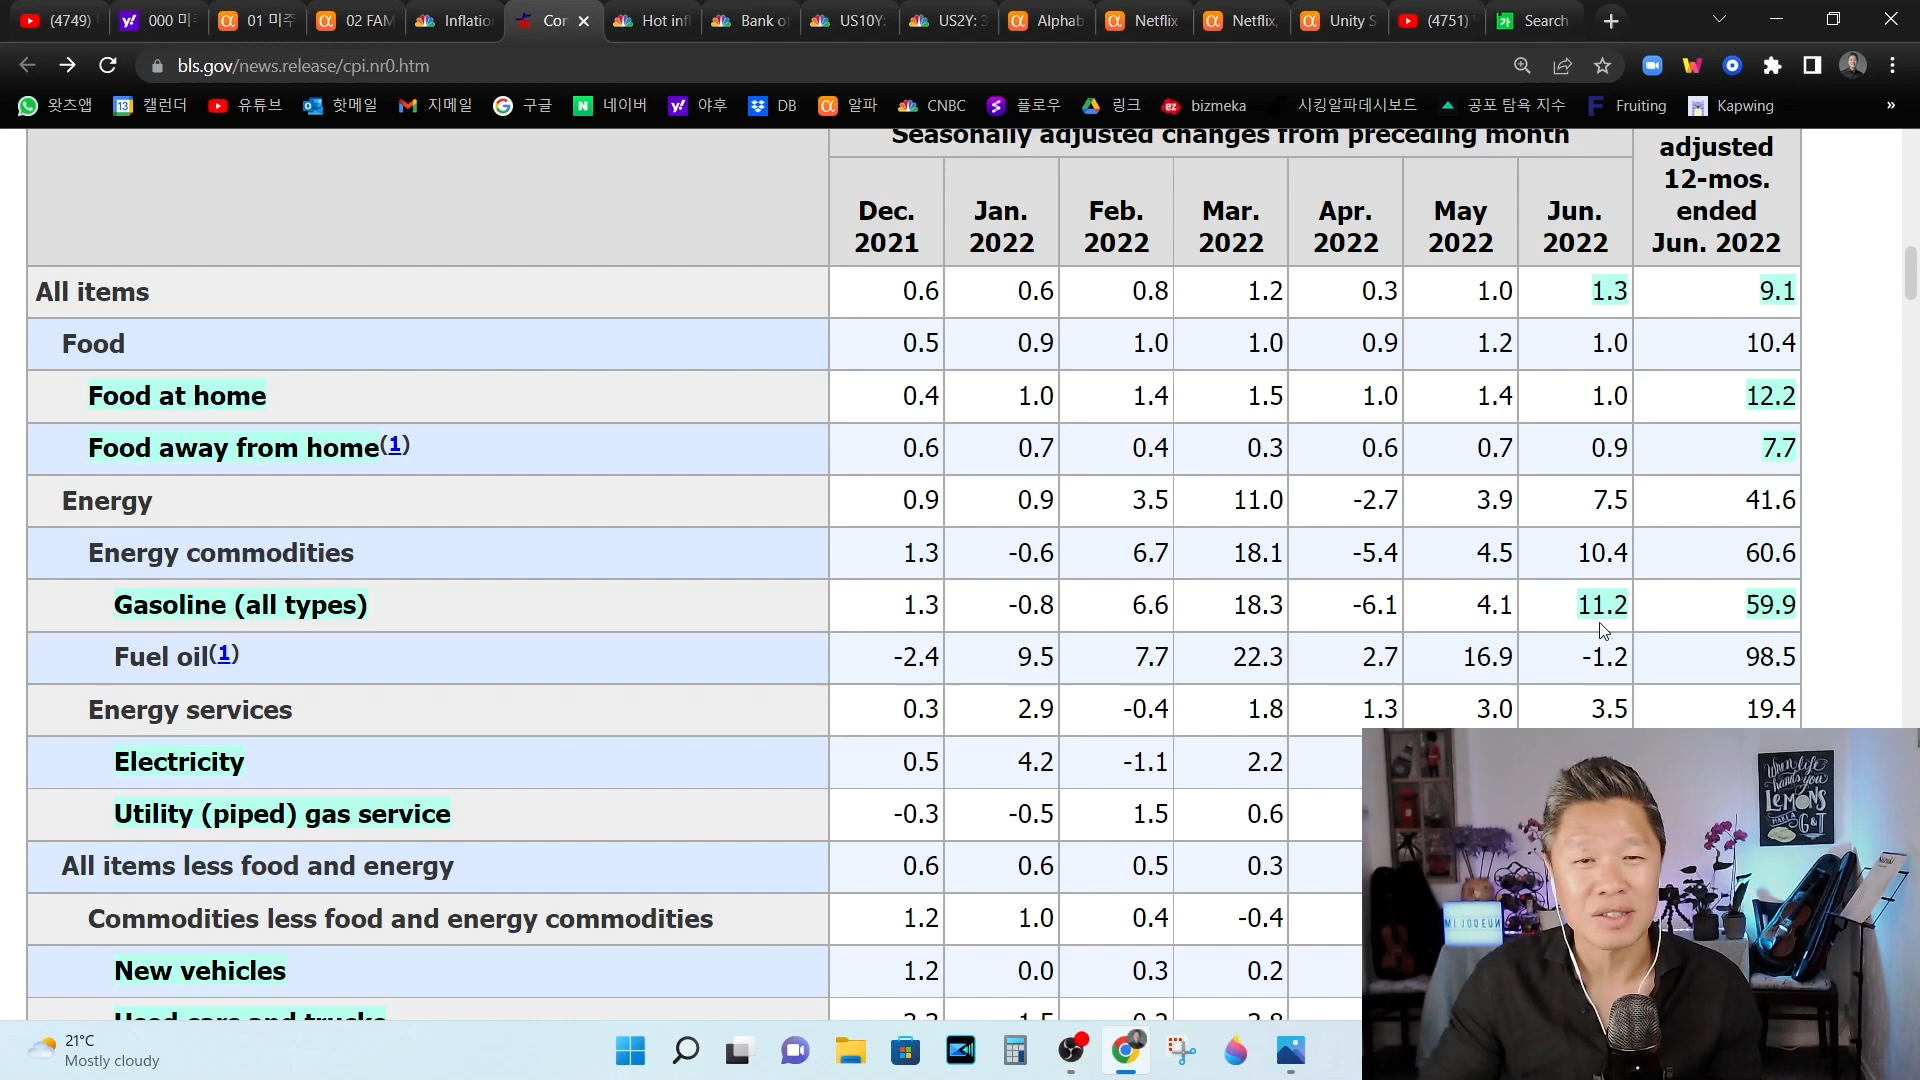 (4749)
000 미
01 미주
02 FAM
Inflatio
Con
Hot inf
Bank o
US10Y:
US2Y: 3
Alphab
Netflix
Netflix,
Unity S
(4751)
Search
bls.gov/news.release/cpi.nr0.htm
왓츠앱
캘린더
유튜브
핫메일
지메일
구글
네이버
야후
DB
알파
CNBC
플로우
링크
bizmeka
시킹알파데시보드
공포 탐욕 지수
Fruiting
Kapwing
»
Seasonally adjusted changes from preceding month
adjusted
12-mos.
ended
Jun. 2022
Dec. 2021
Jan. 2022
Feb. 2022
Mar. 2022
Apr. 2022
May 2022
Jun. 2022
All items 0.6 0.6 0.8 1.2 0.3 1.0 1.3 9.1
Food 0.5 0.9 1.0 1.0 0.9 1.2 1.0 10.4
Food at home 0.4 1.0 1.4 1.5 1.0 1.4 1.0 12.2
Food away from home(1) 0.6 0.7 0.4 0.3 0.6 0.7 0.9 7.7
Energy 0.9 0.9 3.5 11.0 -2.7 3.9 7.5 41.6
Energy commodities 1.3 -0.6 6.7 18.1 -5.4 4.5 10.4 60.6
Gasoline (all types) 1.3 -0.8 6.6 18.3 -6.1 4.1 11.2 59.9
Fuel oil(1) -2.4 9.5 7.7 22.3 2.7 16.9 -1.2 98.5
Energy services 0.3 2.9 -0.4 1.8 1.3 3.0 3.5 19.4
Electricity 0.5 4.2 -1.1 2.2
Utility (piped) gas service -0.3 -0.5 1.5 0.6
All items less food and energy 0.6 0.6 0.5 0.3
Commodities less food and energy commodities 1.2 1.0 0.4 -0.4
New vehicles 1.2 0.0 0.3 0.2
Used cars and trucks
When life
hands you
LEMONS
MAKE A
G&T
21°C
Mostly cloudy